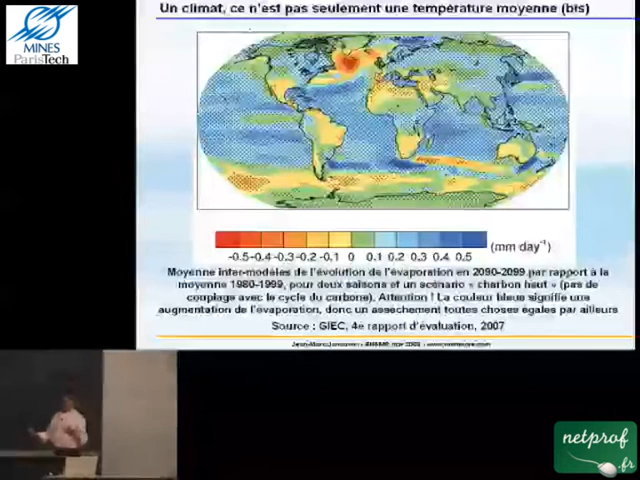 Un climat, ce n'est pas seulement une température moyenne (bis)
MINES
ParisTech
-0.5 -0.4 -0.3 -0.2 -0.1 0 0.1 0.2 0.3 0.4 0.5 (mm day⁻¹)
Moyenne inter-modèles de l'évolution de l'évaporation en 2090-2099 par rapport à la
moyenne 1980-1999, pour deux saisons et un scénario « charbon haut » (pas de
couplage avec le cycle du carbone). Attention ! La couleur bleue signifie une
augmentation de l'évaporation, donc un assèchement toutes choses égales par ailleurs
Source : GIEC, 4e rapport d'évaluation, 2007
netprof
.fr